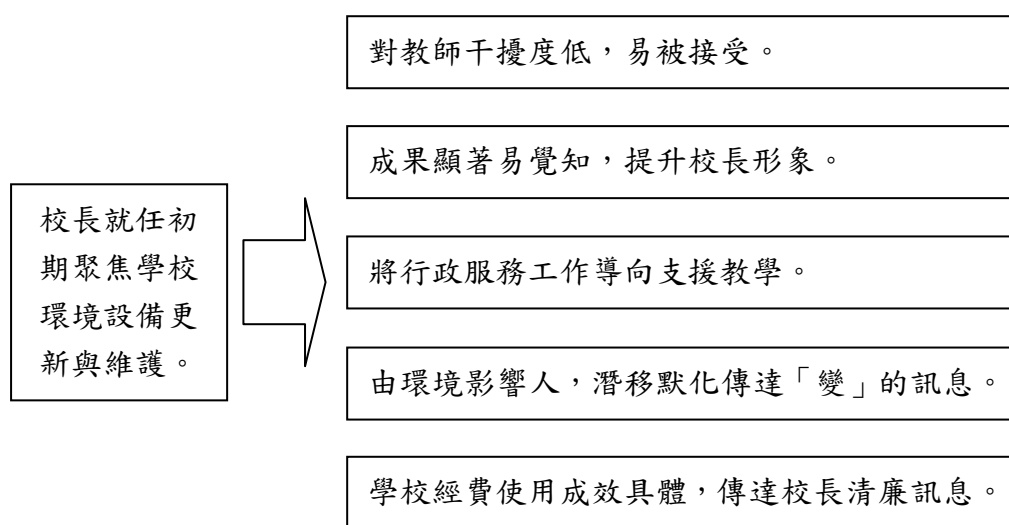 校長就任初
期聚焦學校
環境設備更
新與維護。
對教師干擾度低，易被接受。
成果顯著易覺知，提升校長形象。
將行政服務工作導向支援教學。
由環境影響人，潛移默化傳達「變」的訊息。
學校經費使用成效具體，傳達校長清廉訊息。